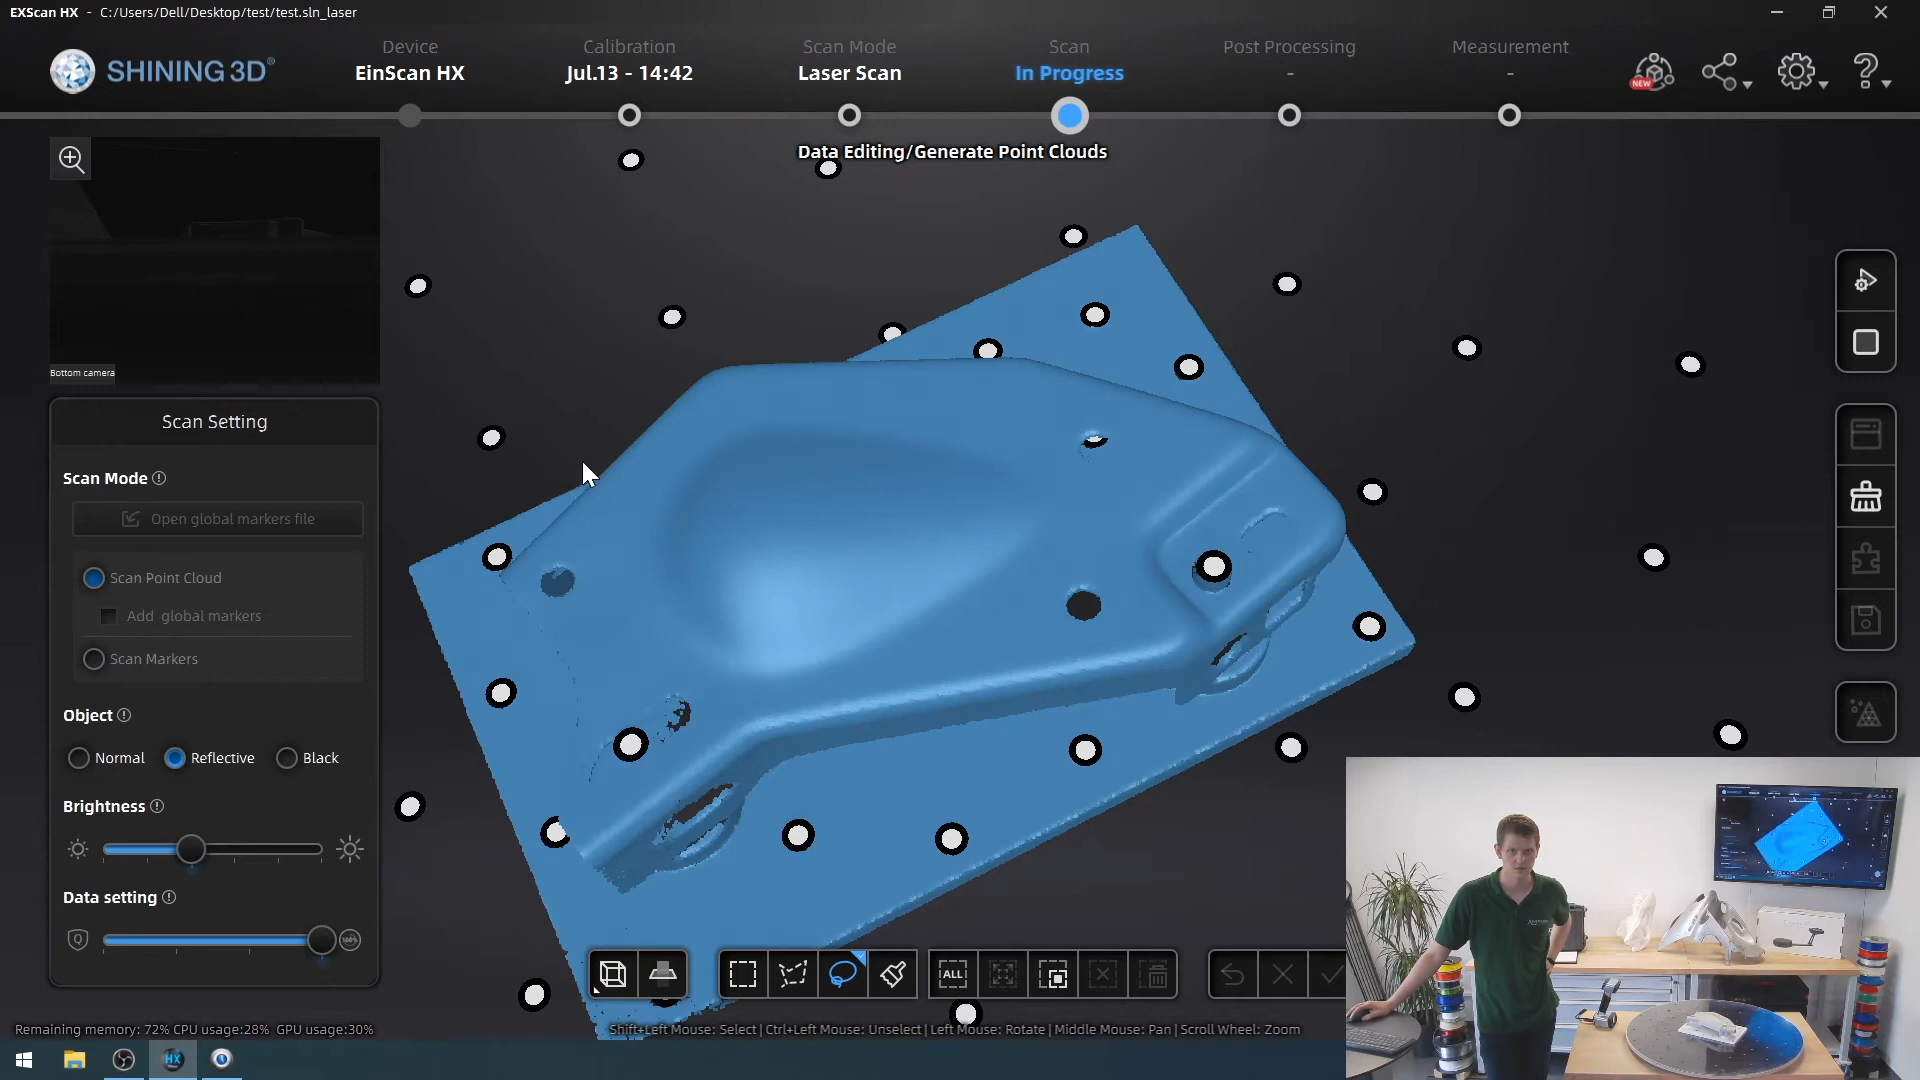 EXScan HX - C:/Users/Dell/Desktop/test/test.sln_laser
SHINING 3D®
Device
EinScan HX
Calibration
Jul.13 - 14:42
Scan Mode
Laser Scan
Scan
In Progress
Post Processing
-
Measurement
-
NEW
Data Editing/Generate Point Clouds
Bottom camera
Scan Setting
Scan Mode
Open global markers file
Scan Point Cloud
Add global markers
Scan Markers
Object
Normal
Reflective
Black
Brightness
Data setting
Q
100%
ALL
Shift+Left Mouse: Select | Ctrl+Left Mouse: Unselect | Left Mouse: Rotate | Middle Mouse: Pan | Scroll Wheel: Zoom
Remaining memory: 72% CPU usage:28% GPU usage:30%
HX